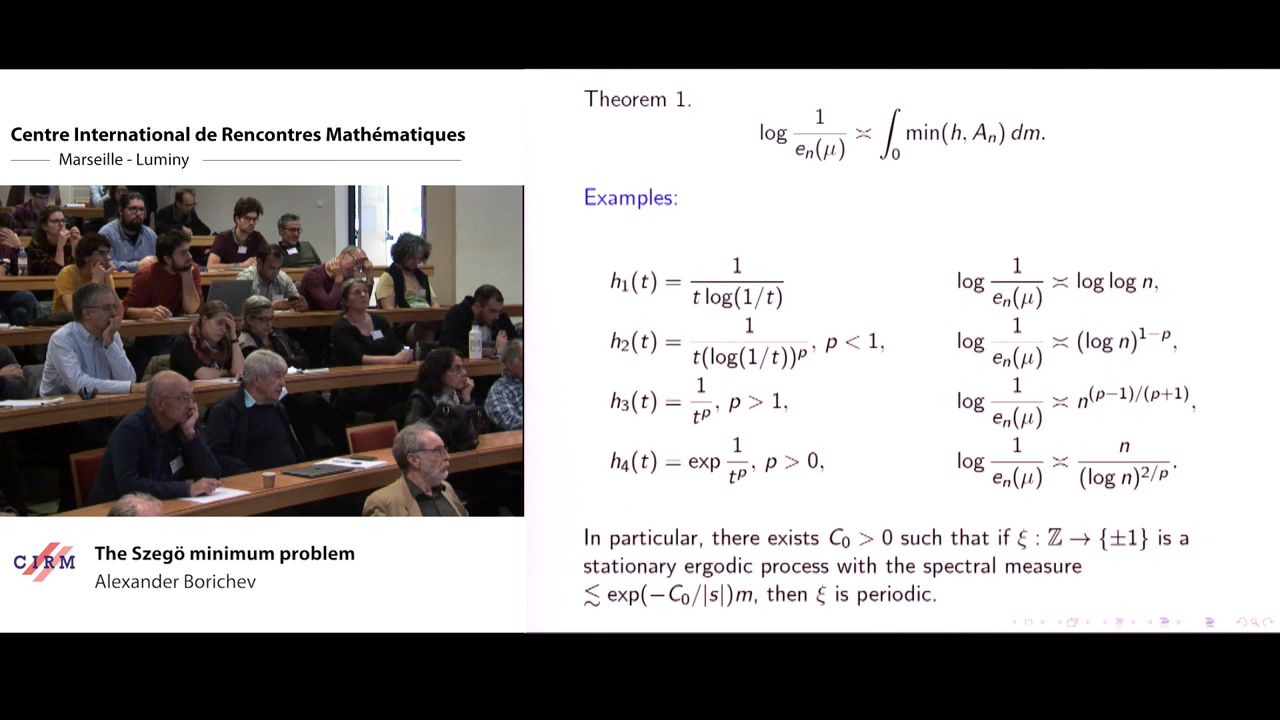 Centre International de Rencontres Mathématiques
Marseille - Luminy
CIRM
The Szegö minimum problem
Alexander Borichev
Theorem 1.
log 1/e_n(μ) ≍ ∫_0 min(h, A_n) dm.
Examples:
h_1(t) = 1/(t log(1/t)) log 1/e_n(μ) ≍ log log n,
h_2(t) = 1/(t(log(1/t))^p), p < 1, log 1/e_n(μ) ≍ (log n)^{1−p},
h_3(t) = 1/t^p, p > 1, log 1/e_n(μ) ≍ n^{(p−1)/(p+1)},
h_4(t) = exp 1/t^p, p > 0, log 1/e_n(μ) ≍ n/(log n)^{2/p}.
In particular, there exists C_0 > 0 such that if ξ : ℤ → {±1} is a
stationary ergodic process with the spectral measure
≲ exp(−C_0/|s|)m, then ξ is periodic.